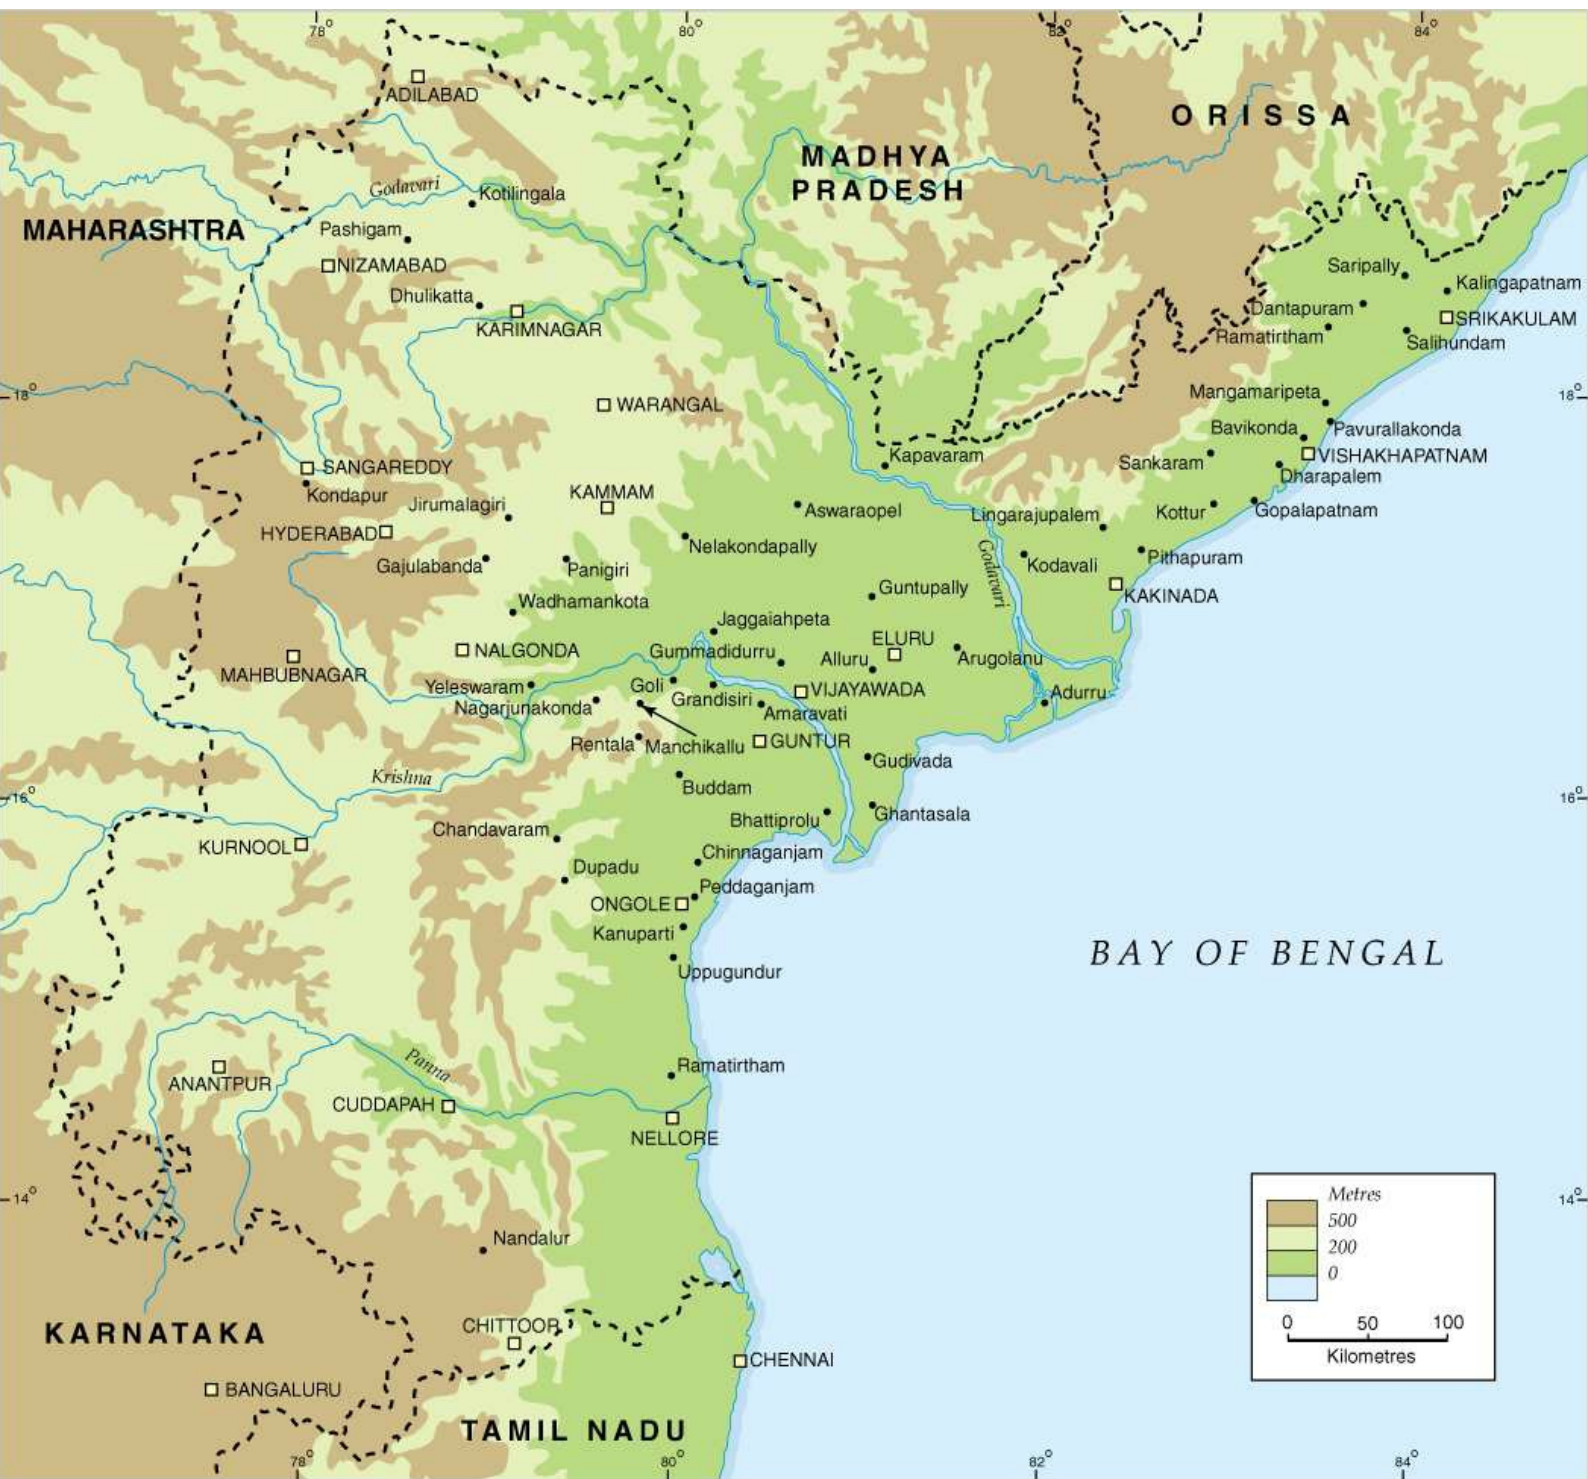 78°
80°
82°
84°
ADILABAD
ORISSA
MADHYA
PRADESH
Godavari
Kotilingala
MAHARASHTRA
Pashigam
NIZAMABAD
Dhulikatta
KARIMNAGAR
Saripally
Kalingapatnam
Dantapuram
SRIKAKULAM
Ramatirtham
Salihundam
18°
18°
WARANGAL
Mangamaripeta
Bavikonda
Pavurallakonda
VISHAKHAPATNAM
Sankaram
Dharapalem
Kapavaram
SANGAREDDY
Kondapur
Jirumalagiri
KAMMAM
Aswaraopel
Lingarajupalem
Kottur
Gopalapatnam
HYDERABAD
Nelakondapally
Godavari
Kodavali
Pithapuram
Gajulabanda
Panigiri
Guntupally
KAKINADA
Wadhamankota
Jaggaiahpeta
ELURU
NALGONDA
Gummadidurru
Alluru
Arugolanu
MAHBUBNAGAR
Yeleswaram
Goli
Grandisiri
VIJAYAWADA
Adurru
Nagarjunakonda
Amaravati
Rentala
Manchikallu
GUNTUR
Gudivada
Krishna
Buddam
16°
16°
Bhattiprolu
Ghantasala
Chandavaram
KURNOOL
Chinnaganjam
Dupadu
Peddaganjam
ONGOLE
Kanuparti
BAY OF BENGAL
Uppugundur
Panna
Ramatirtham
ANANTPUR
CUDDAPAH
NELLORE
14°
14°
Metres
500
200
0
0 50 100
Kilometres
Nandalur
KARNATAKA
CHITTOOR
CHENNAI
BANGALURU
TAMIL NADU
78°
80°
82°
84°